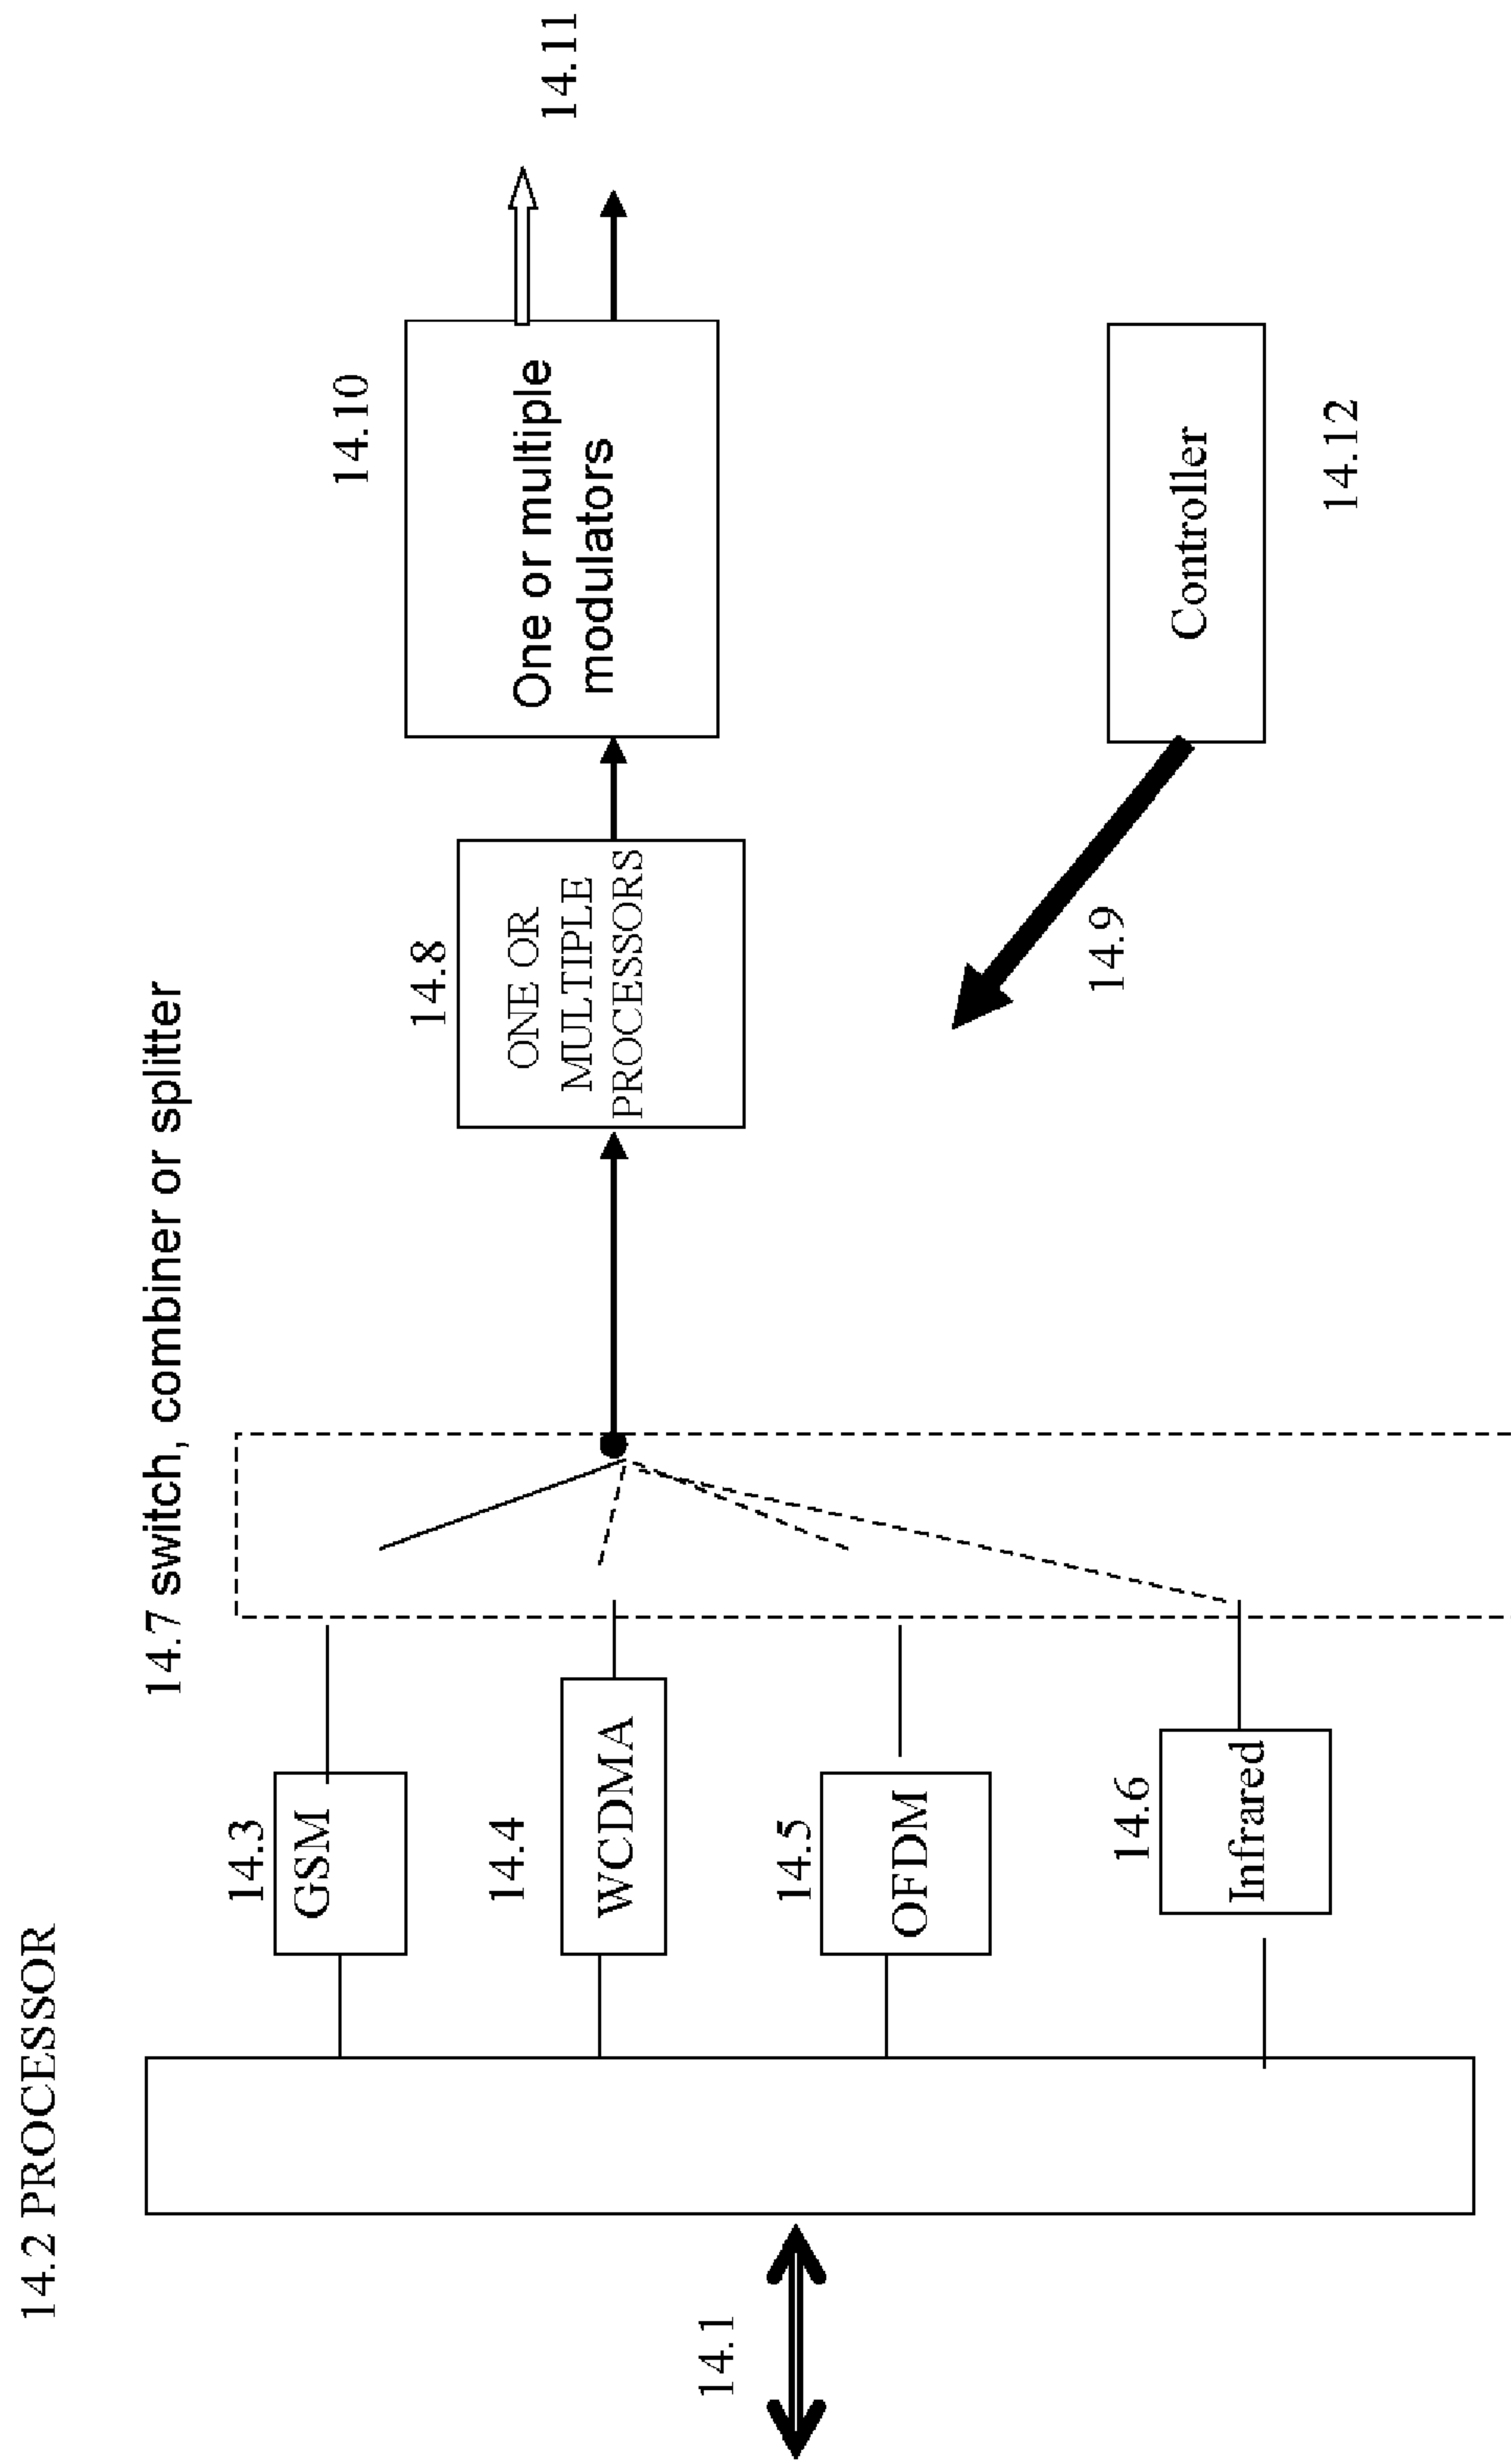 14.2 PROCESSOR
14.7 switch, combiner or splitter
14.1
14.3
GSM
14.4
WCDMA
14.5
OFDM
14.6
Infrared
14.8
ONE OR
MULTIPLE
PROCESSORS
14.10
One or multiple
modulators
14.11
14.9
Controller
14.12